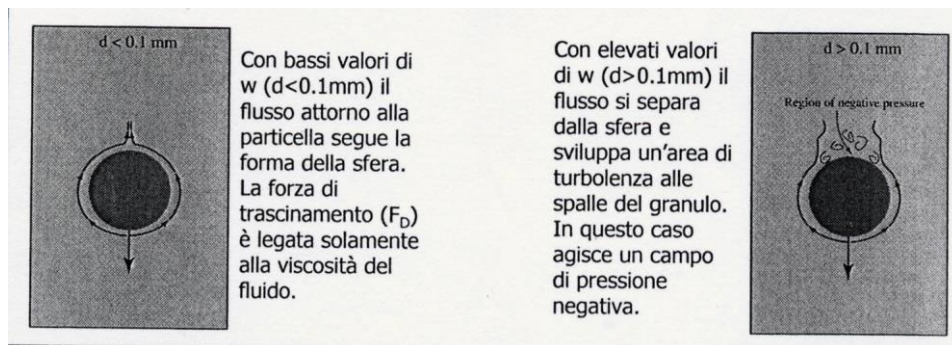 d < 0.1 mm
Con bassi valori di
w (d<0.1mm) il
flusso attorno alla
particella segue la
forma della sfera.
La forza di
trascinamento (F_D)
è legata solamente
alla viscosità del
fluido.
Con elevati valori
di w (d>0.1mm) il
flusso si separa
dalla sfera e
sviluppa un'area di
turbolenza alle
spalle del granulo.
In questo caso
agisce un campo
di pressione
negativa.
d > 0.1 mm
Region of negative pressure